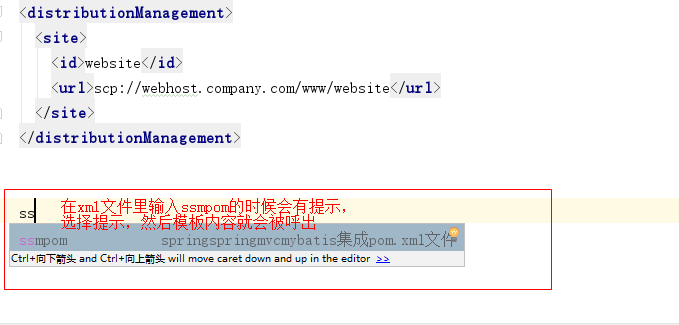 <distributionManagement>
<site>
<id>website</id>
<url>scp://webhost.company.com/www/website</url>
</site>
</distributionManagement>
ss 在xml文件里输入ssmpom的时候会有提示,
选择提示，然后模板内容就会被呼出
ssmpom springspringmvcmybatis集成pom.xml文件
Ctrl+向下箭头 and Ctrl+向上箭头 will move caret down and up in the editor >>